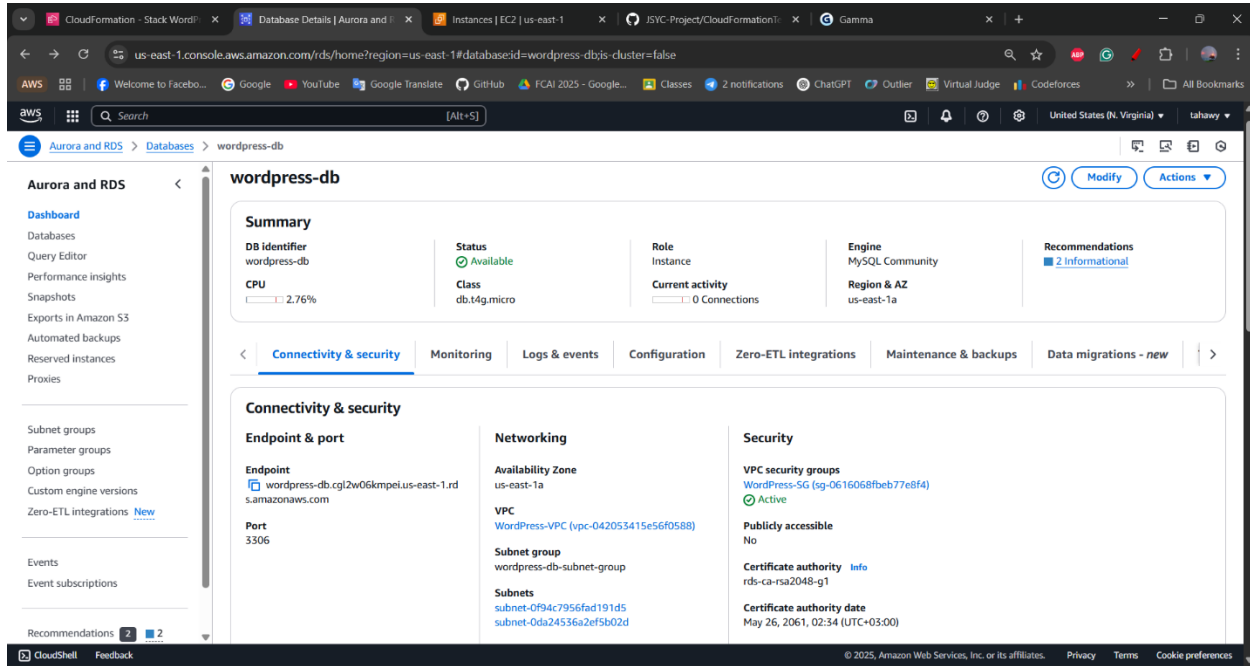 CloudFormation - Stack WordPr
Database Details | Aurora and R
Instances | EC2 | us-east-1
JSYC-Project/CloudFormationTe
Gamma
us-east-1.console.aws.amazon.com/rds/home?region=us-east-1#database:id=wordpress-db;is-cluster=false
AWS
Welcome to Facebo...
Google
YouTube
Google Translate
GitHub
FCAI 2025 - Google...
Classes
2 notifications
ChatGPT
Outlier
Virtual Judge
Codeforces
All Bookmarks
aws
Search
[Alt+S]
United States (N. Virginia)
tahawy
Aurora and RDS > Databases > wordpress-db
Aurora and RDS
Dashboard
Databases
Query Editor
Performance insights
Snapshots
Exports in Amazon S3
Automated backups
Reserved instances
Proxies
Subnet groups
Parameter groups
Option groups
Custom engine versions
Zero-ETL integrations New
Events
Event subscriptions
Recommendations 2 2
wordpress-db
Modify
Actions
Summary
DB identifier
wordpress-db
Status
Available
Role
Instance
Engine
MySQL Community
Recommendations
2 Informational
CPU
2.76%
Class
db.t4g.micro
Current activity
0 Connections
Region & AZ
us-east-1a
Connectivity & security
Monitoring
Logs & events
Configuration
Zero-ETL integrations
Maintenance & backups
Data migrations - new
Connectivity & security
Endpoint & port
Endpoint
wordpress-db.cgl2w06kmpei.us-east-1.rd
s.amazonaws.com
Port
3306
Networking
Availability Zone
us-east-1a
VPC
WordPress-VPC (vpc-042053415e56f0588)
Subnet group
wordpress-db-subnet-group
Subnets
subnet-0f94c7956fad191d5
subnet-0da24536a2ef5b02d
Security
VPC security groups
WordPress-SG (sg-0616068fbeb77e8f4)
Active
Publicly accessible
No
Certificate authority Info
rds-ca-rsa2048-g1
Certificate authority date
May 26, 2061, 02:34 (UTC+03:00)
CloudShell
Feedback
© 2025, Amazon Web Services, Inc. or its affiliates.
Privacy
Terms
Cookie preferences